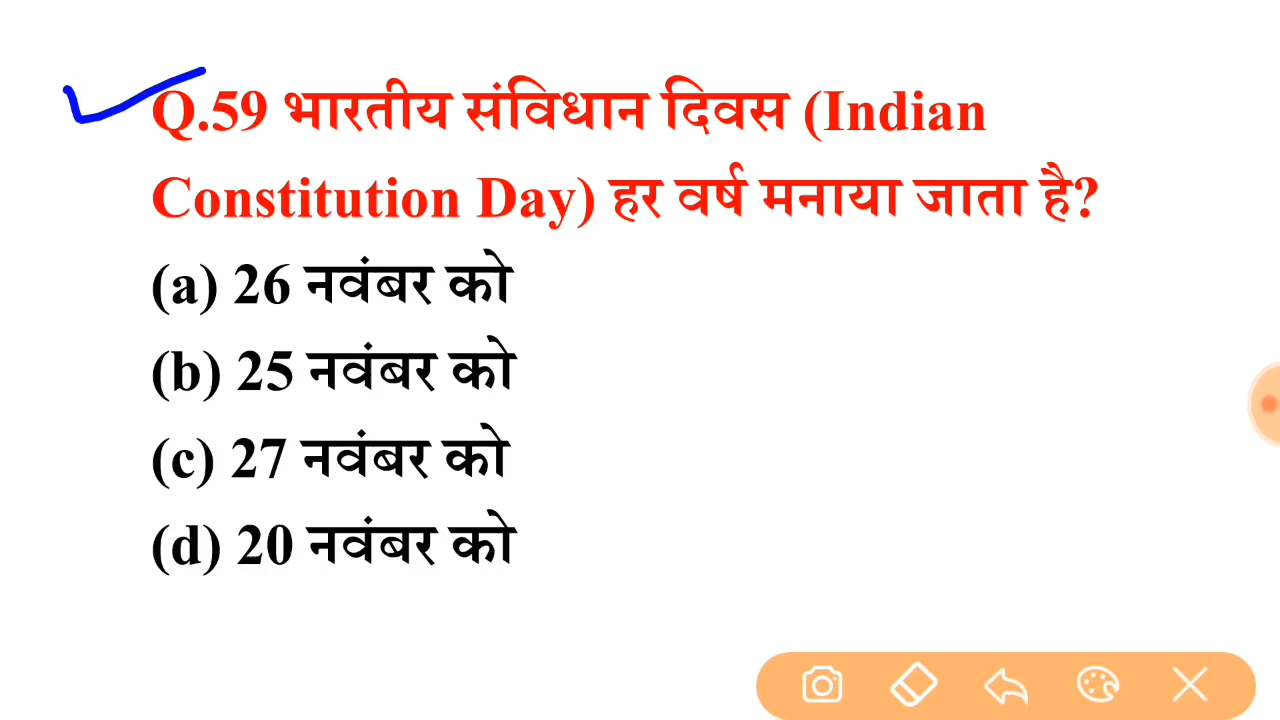 Q.59 भारतीय संविधान दिवस (Indian
Constitution Day) हर वर्ष मनाया जाता है?
(a) 26 नवंबर को
(b) 25 नवंबर को
(c) 27 नवंबर को
(d) 20 नवंबर को